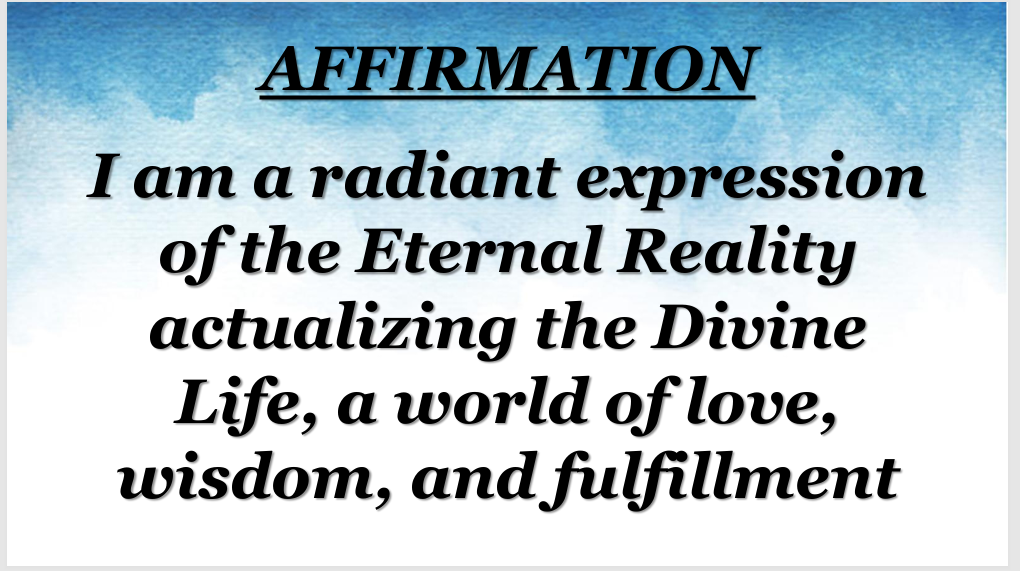 AFFIRMATION
I am a radiant expression
of the Eternal Reality
actualizing the Divine
Life, a world of love,
wisdom, and fulfillment